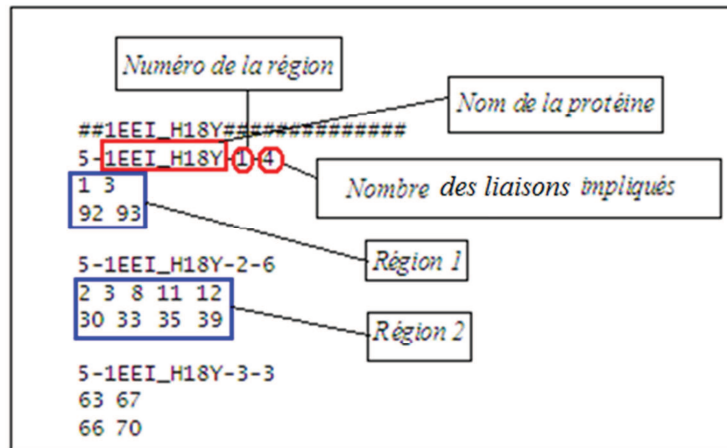 Numéro de la région
Nom de la protéine
##1EEI_H18Y##############
5-1EEI_H18Y-1-4
Nombre des liaisons impliqués
1 3
92 93
Région 1
5-1EEI_H18Y-2-6
2 3 8 11 12
30 33 35 39
Région 2
5-1EEI_H18Y-3-3
63 67
66 70